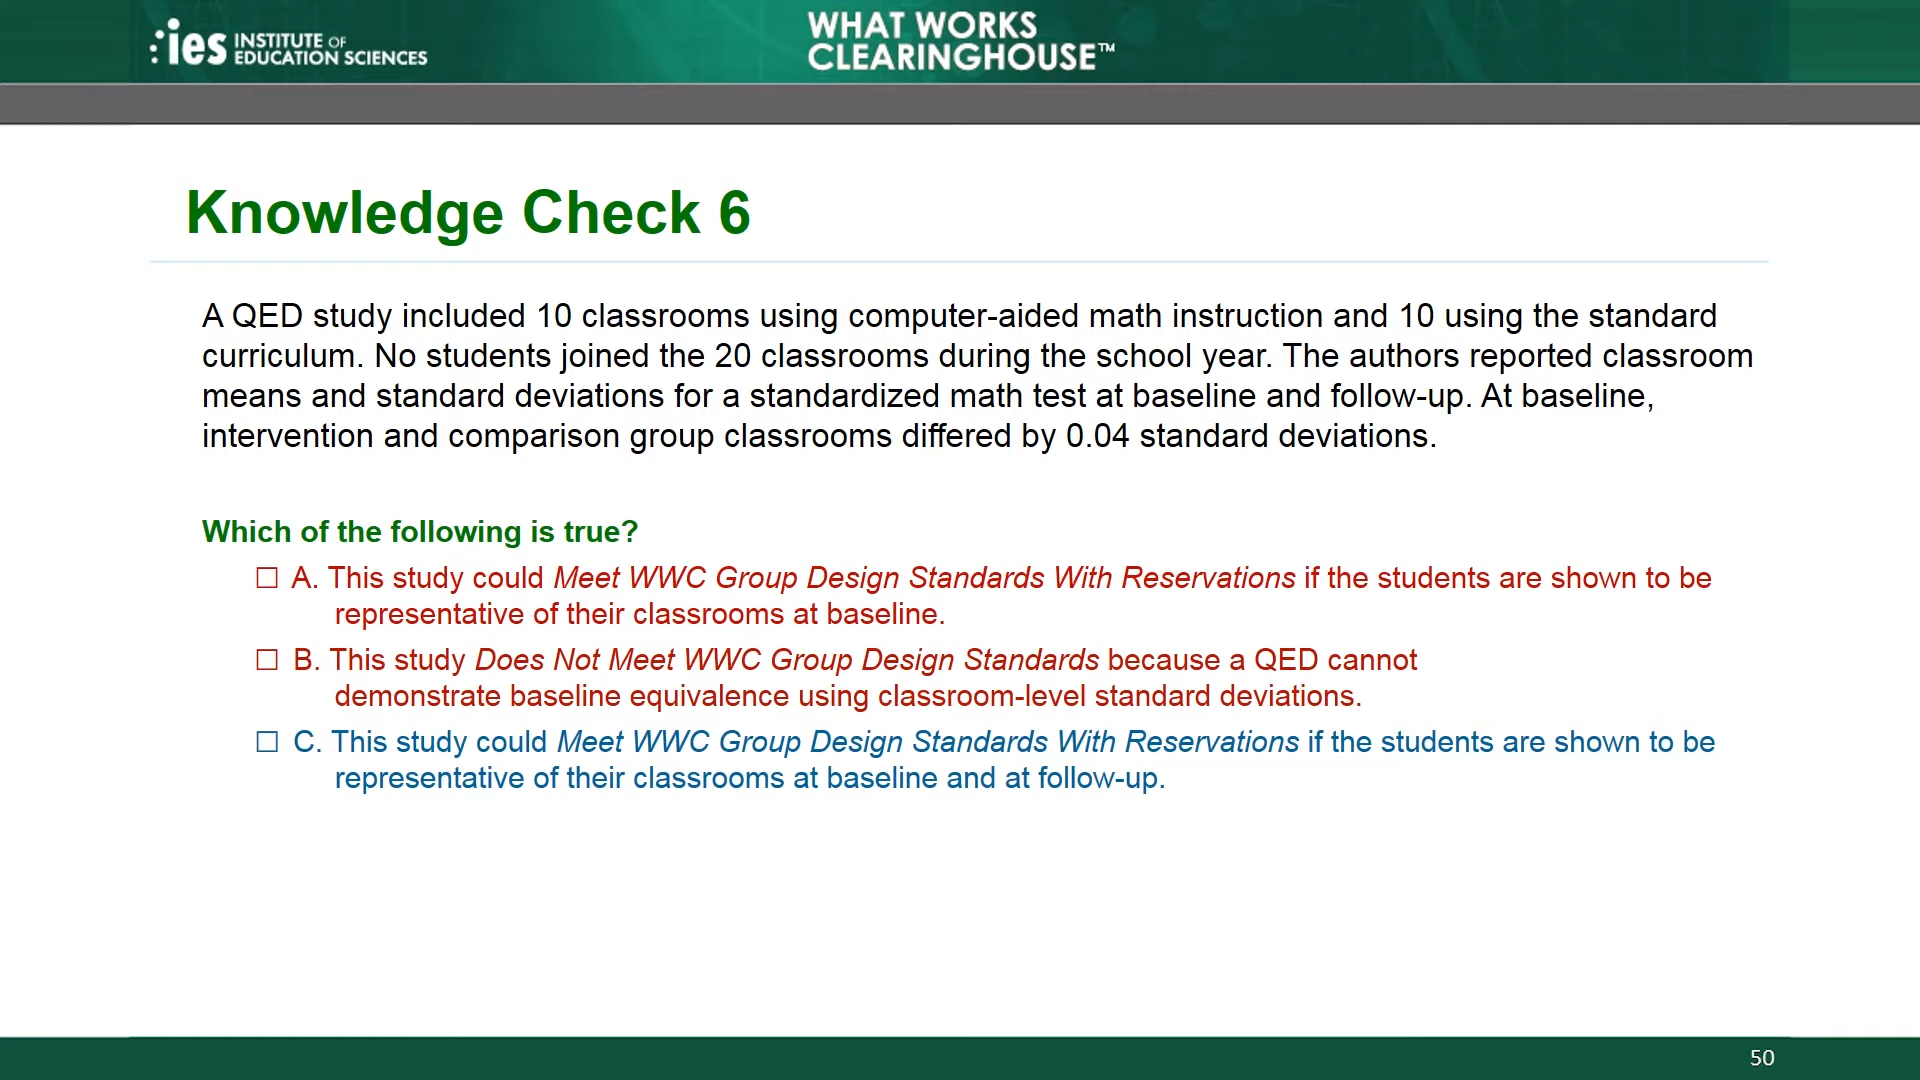 ies INSTITUTE OF
EDUCATION SCIENCES
WHAT WORKS
CLEARINGHOUSE™
Knowledge Check 6
A QED study included 10 classrooms using computer-aided math instruction and 10 using the standard
curriculum. No students joined the 20 classrooms during the school year. The authors reported classroom
means and standard deviations for a standardized math test at baseline and follow-up. At baseline,
intervention and comparison group classrooms differed by 0.04 standard deviations.
Which of the following is true?
☐ A. This study could Meet WWC Group Design Standards With Reservations if the students are shown to be
representative of their classrooms at baseline.
☐ B. This study Does Not Meet WWC Group Design Standards because a QED cannot
demonstrate baseline equivalence using classroom-level standard deviations.
☐ C. This study could Meet WWC Group Design Standards With Reservations if the students are shown to be
representative of their classrooms at baseline and at follow-up.
50